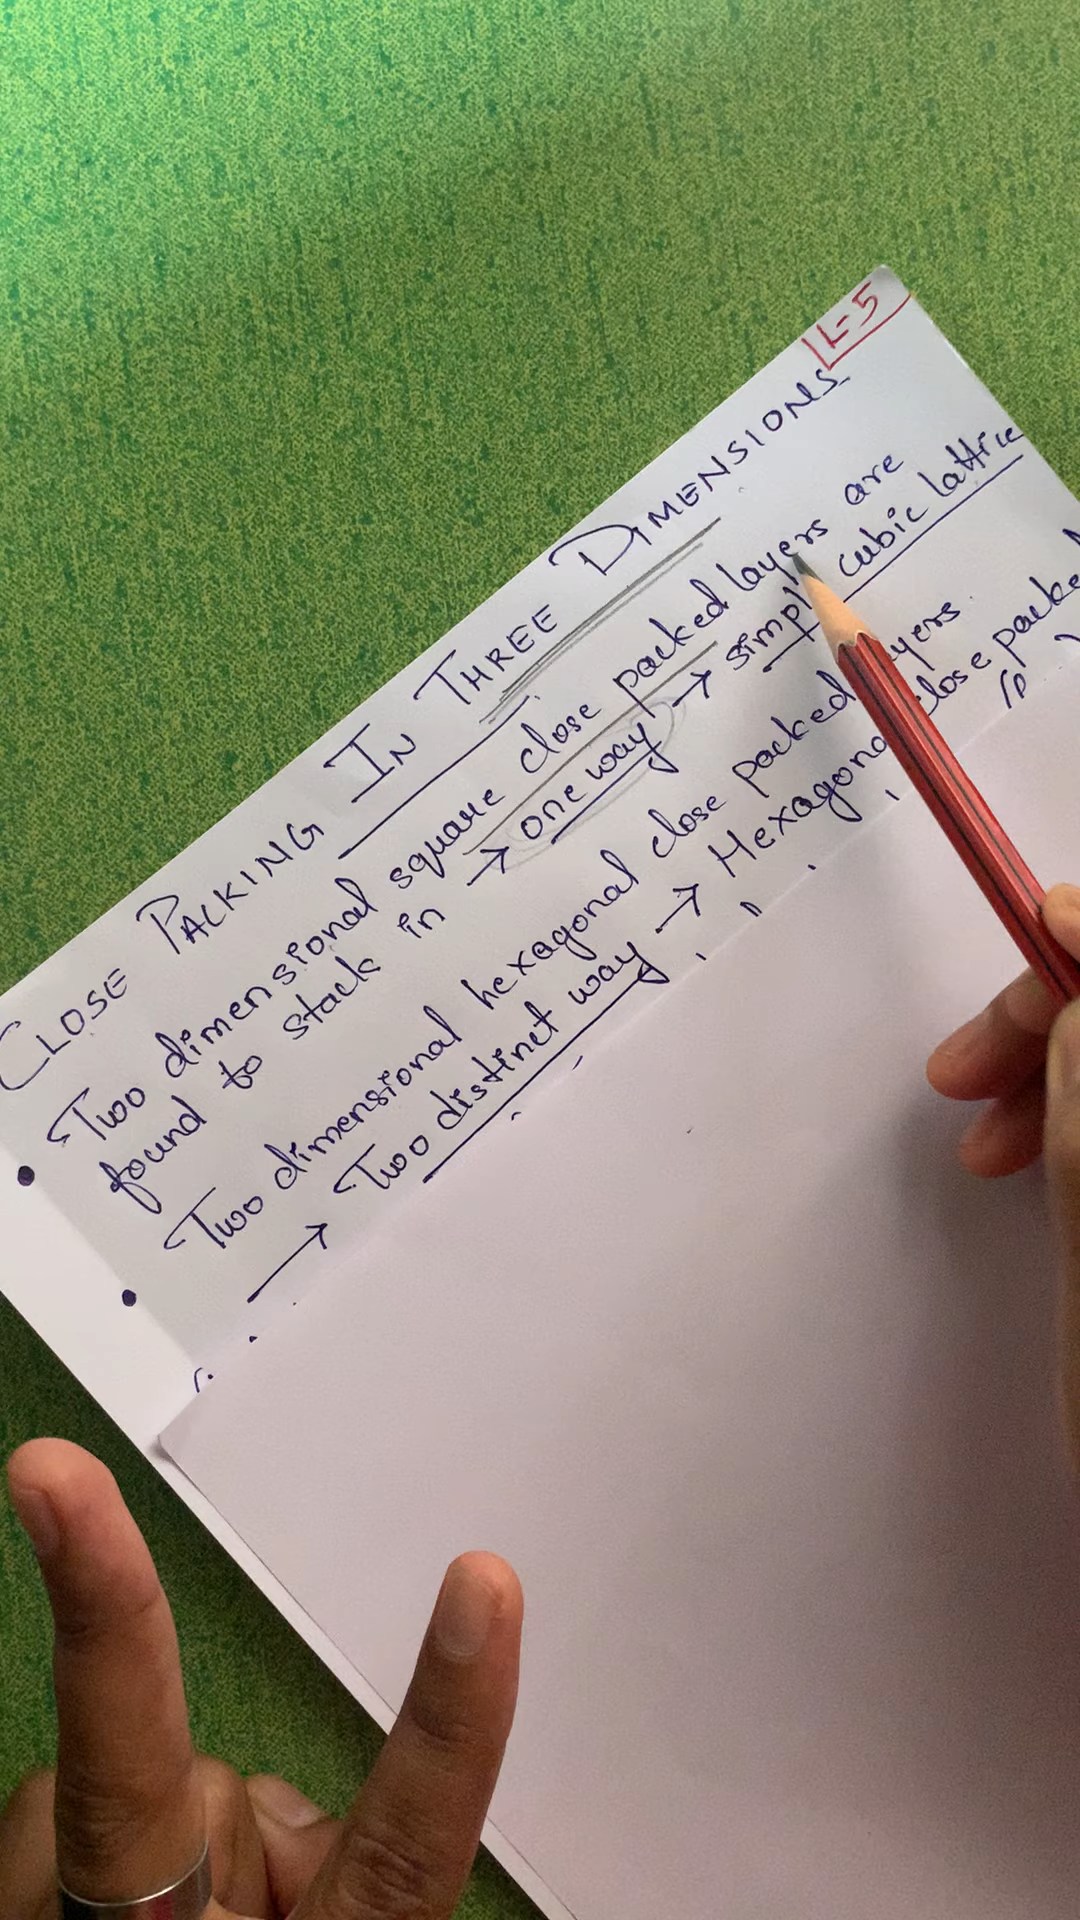 L-5
CLOSE PACKING IN THREE DIMENSIONS
• Two dimensional square close packed layers are
found to stack in → one way → simple cubic lattice
• Two dimensional hexagonal close packed layers
→ Two distinct way → Hexagonal close packed